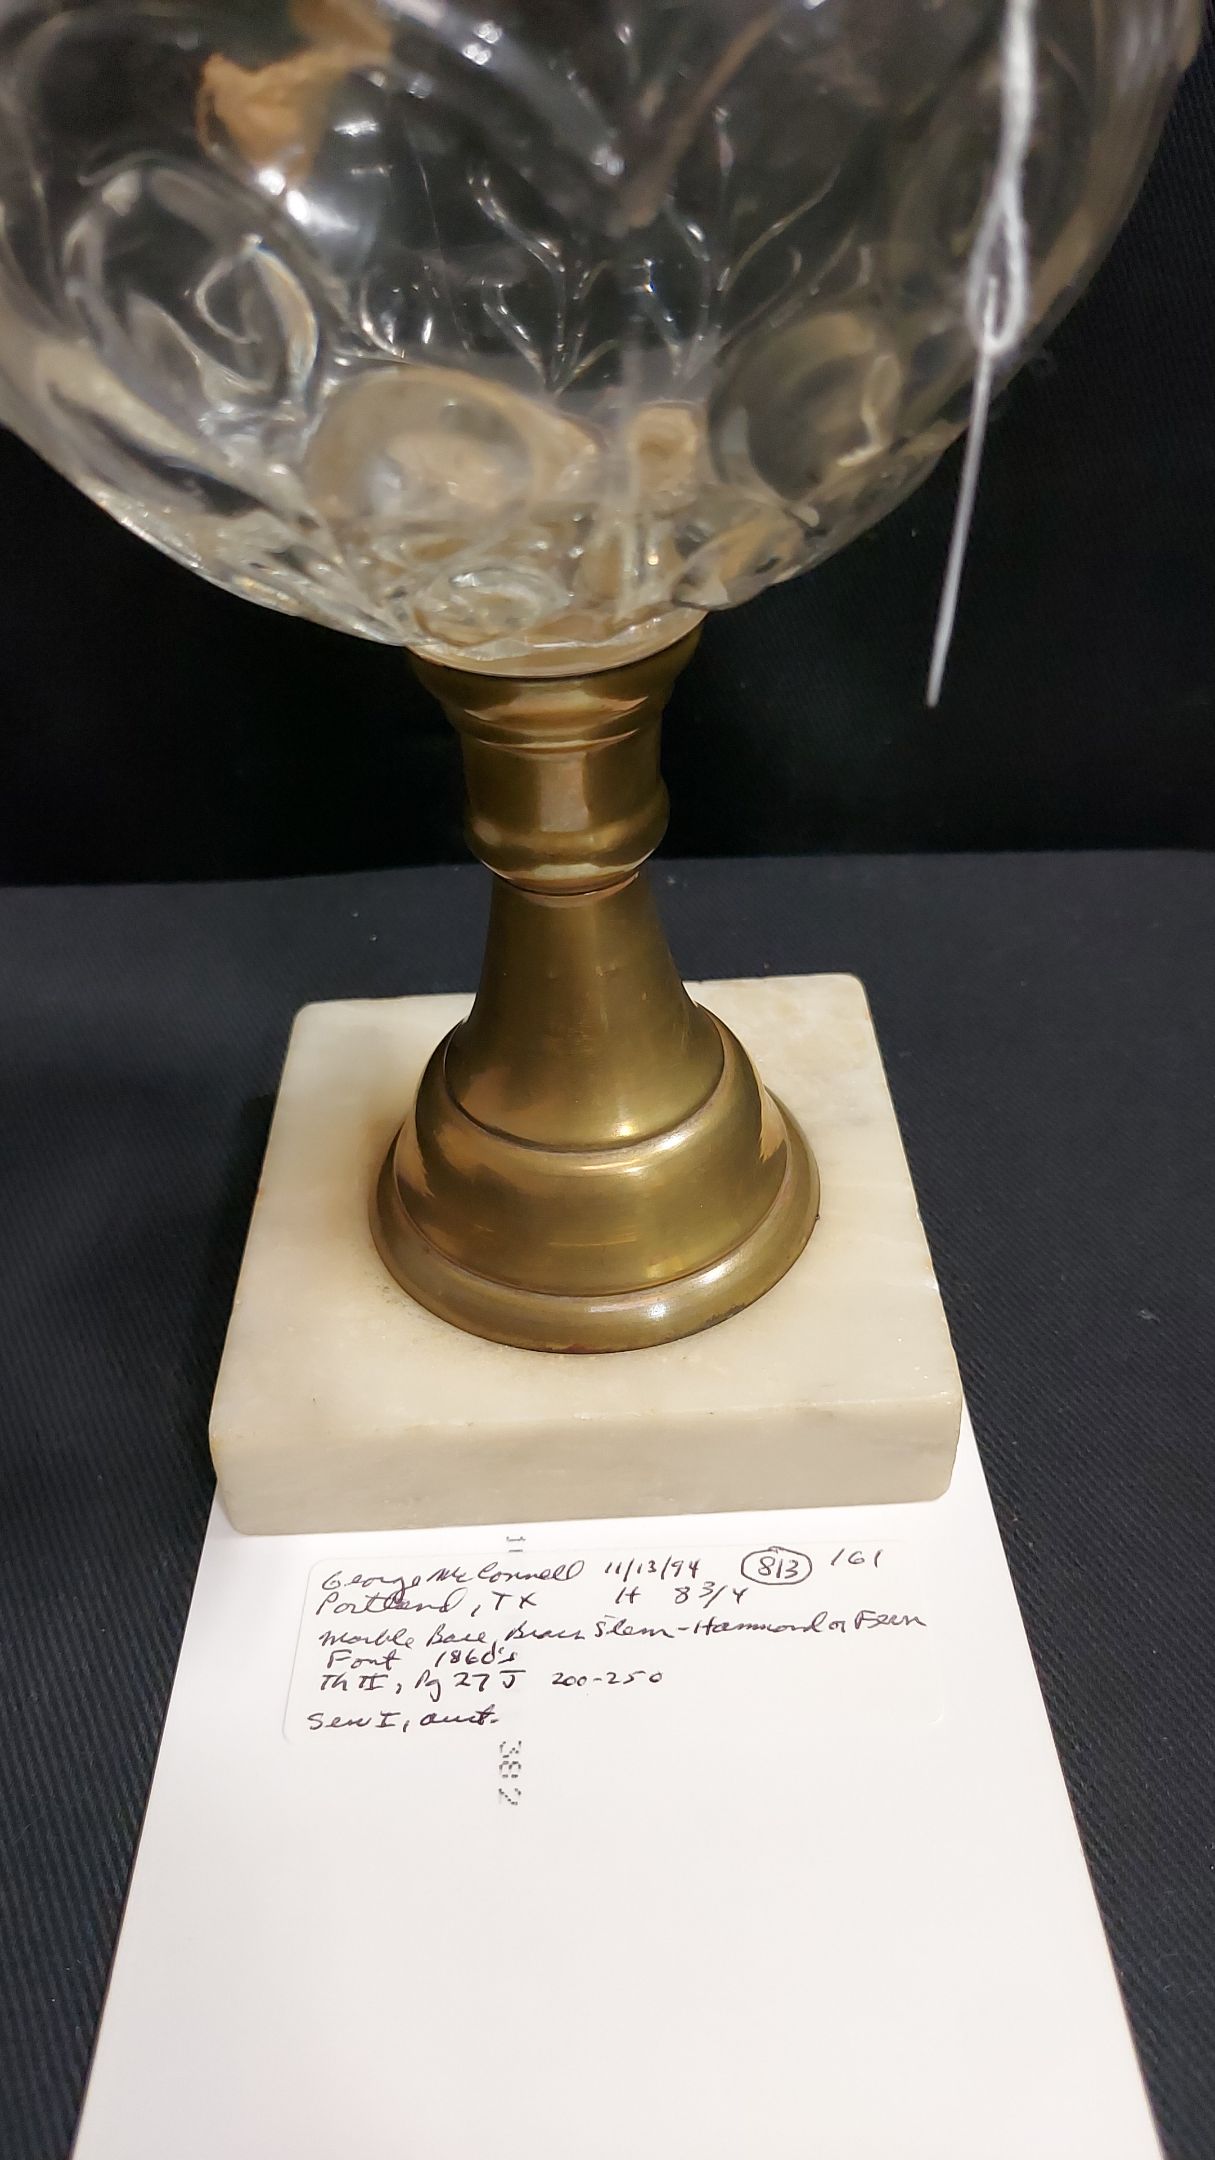 George McConnell 11/13/94 813 161
Portland, TX H 8 3/4
Marble Base, Brass Stem-Hammond or Fern
Font 1860's
Th II, Pg 27 J 200-250
Sew I, auct.
382